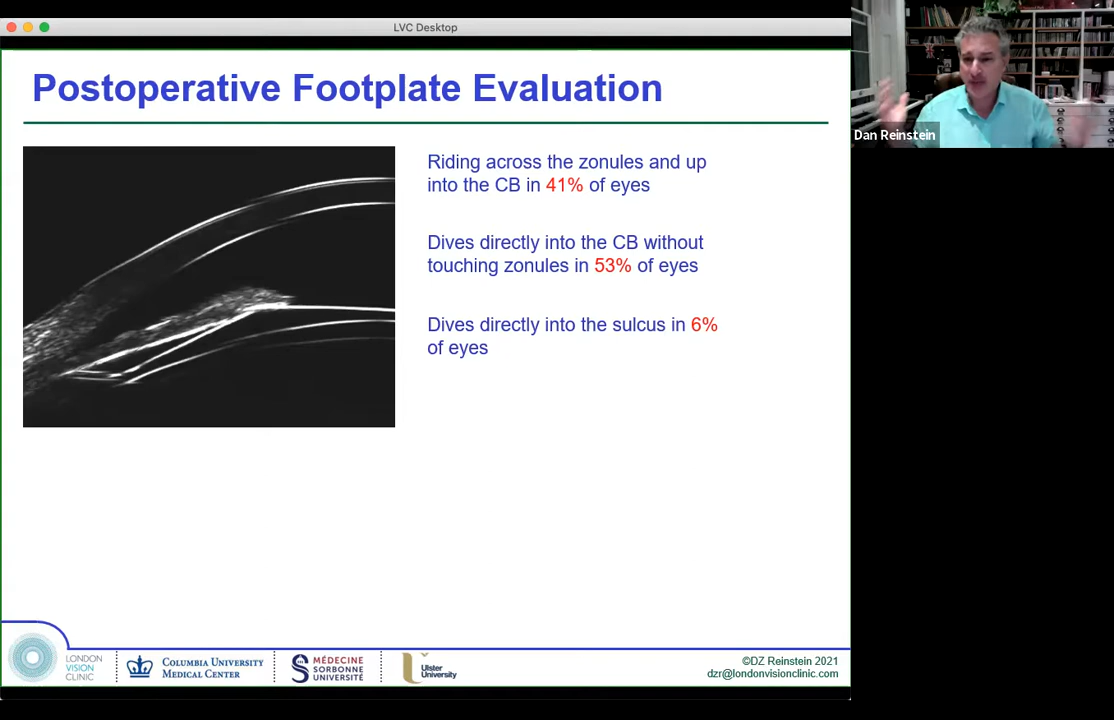 LVC Desktop
Postoperative Footplate Evaluation
Dan Reinstein
Riding across the zonules and up
into the CB in 41% of eyes
Dives directly into the CB without
touching zonules in 53% of eyes
Dives directly into the sulcus in 6%
of eyes
LONDON
VISION
CLINIC
COLUMBIA UNIVERSITY
MEDICAL CENTER
MÉDECINE
SORBONNE
UNIVERSITÉ
Ulster
University
©DZ Reinstein 2021
dzr@londonvisionclinic.com